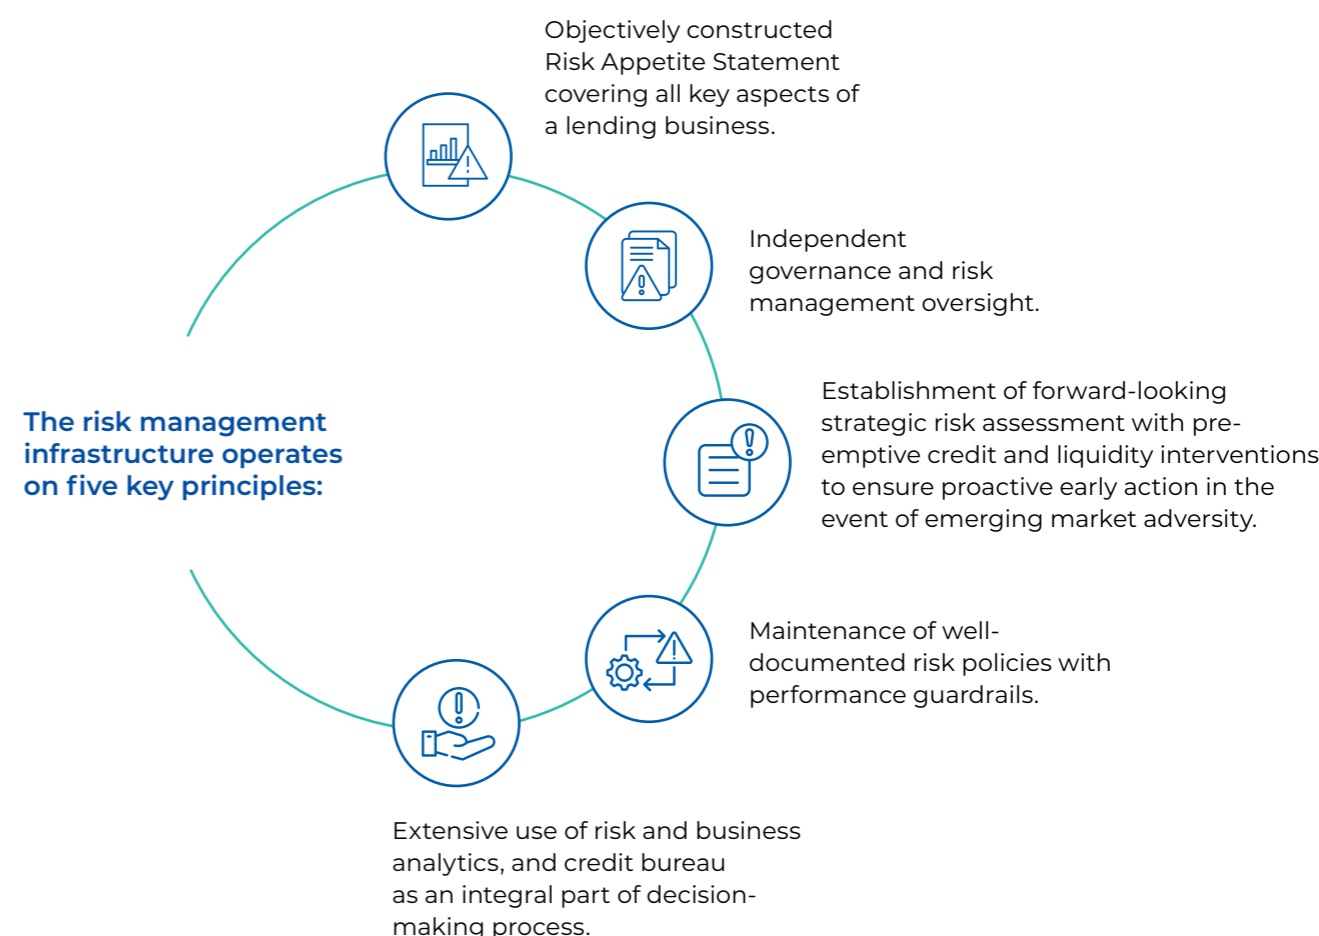 Objectively constructed
Risk Appetite Statement
covering all key aspects of
a lending business.
Independent
governance and risk
management oversight.
The risk management
infrastructure operates
on five key principles:
Establishment of forward-looking
strategic risk assessment with pre-
emptive credit and liquidity interventions
to ensure proactive early action in the
event of emerging market adversity.
Maintenance of well-
documented risk policies with
performance guardrails.
Extensive use of risk and business
analytics, and credit bureau
as an integral part of decision-
making process.